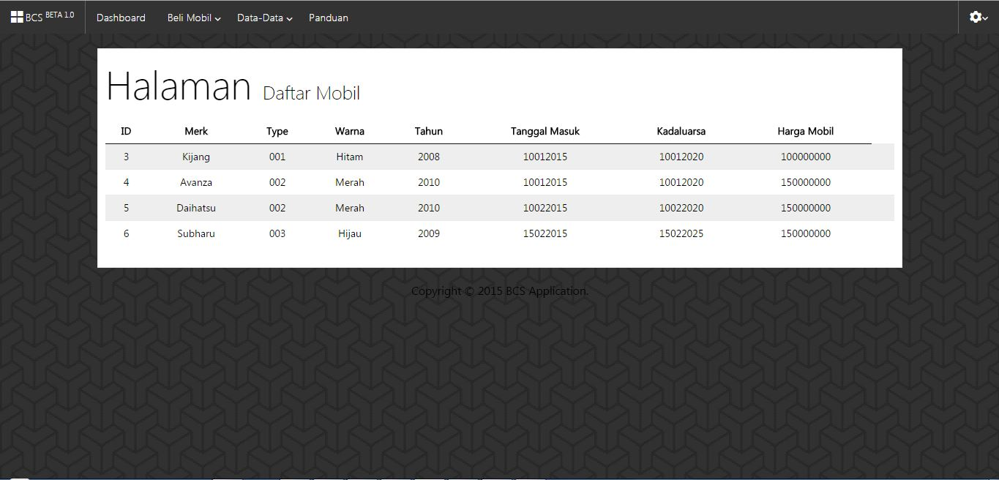 BCS BETA 1.0 Dashboard Beli Mobil Data-Data Panduan
Halaman Daftar Mobil
ID Merk Type Warna Tahun Tanggal Masuk Kadaluarsa Harga Mobil
3 Kijang 001 Hitam 2008 10012015 10012020 100000000
4 Avanza 002 Merah 2010 10012015 10012020 150000000
5 Daihatsu 002 Merah 2010 10022015 10022020 150000000
6 Subharu 003 Hijau 2009 15022015 15022025 150000000
Copyright © 2015 BCS Application.